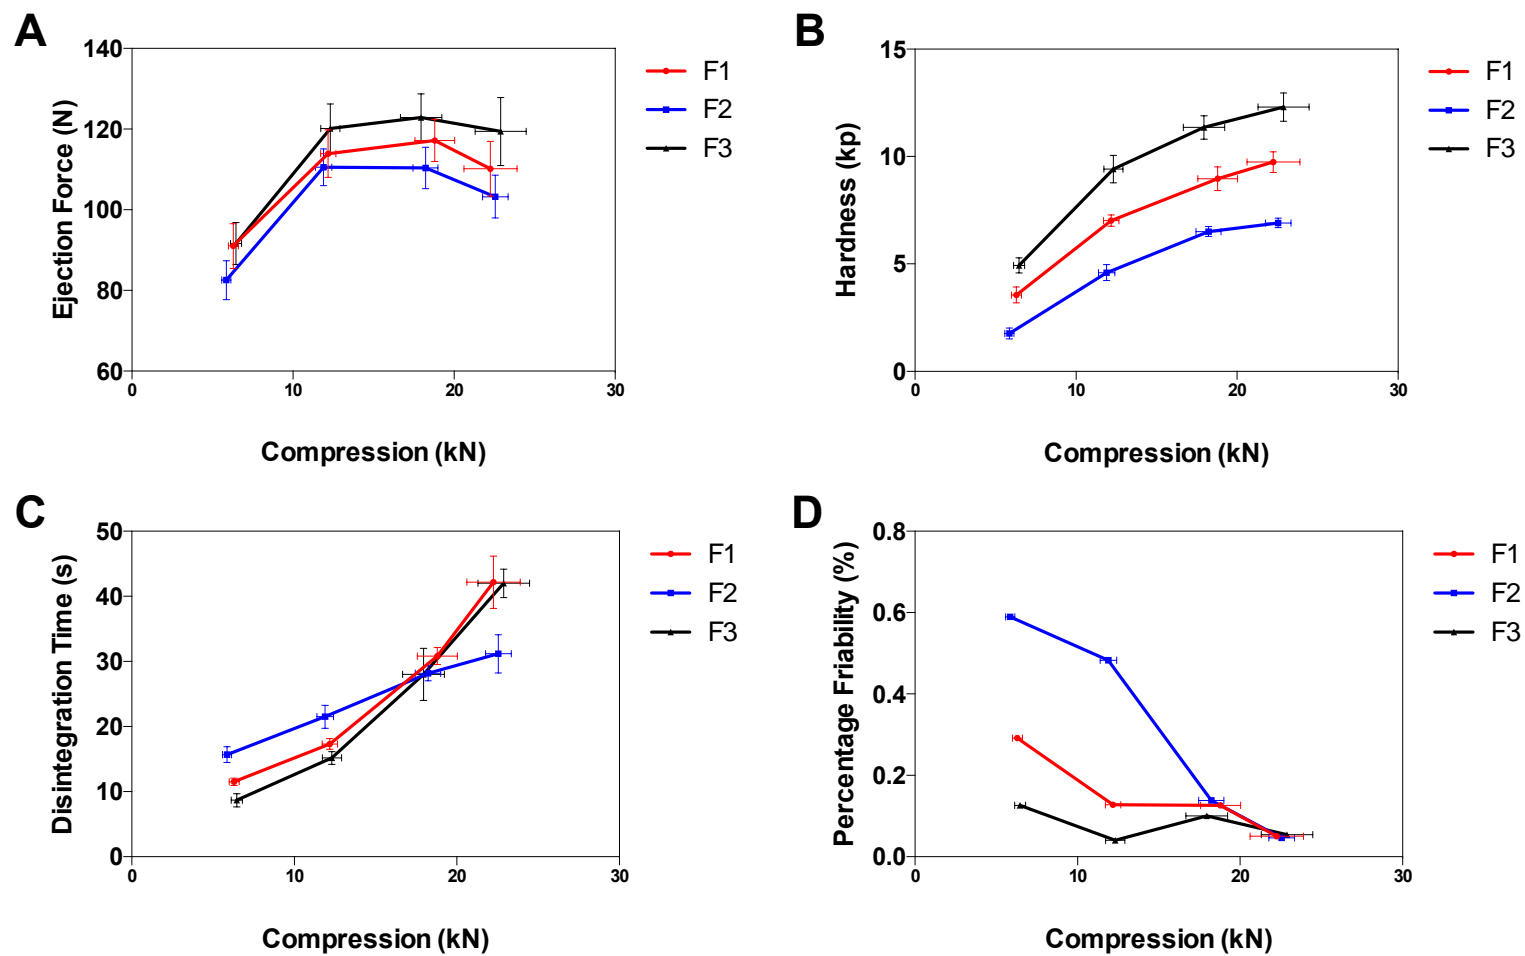 A
Ejection Force (N)
140
120
100
80
60
0 10 20 30
Compression (kN)
F1
F2
F3
B
Hardness (kp)
15
10
5
0
0 10 20 30
Compression (kN)
F1
F2
F3
C
Disintegration Time (s)
50
40
30
20
10
0
0 10 20 30
Compression (kN)
F1
F2
F3
D
Percentage Friability (%)
0.8
0.6
0.4
0.2
0.0
0 10 20 30
Compression (kN)
F1
F2
F3